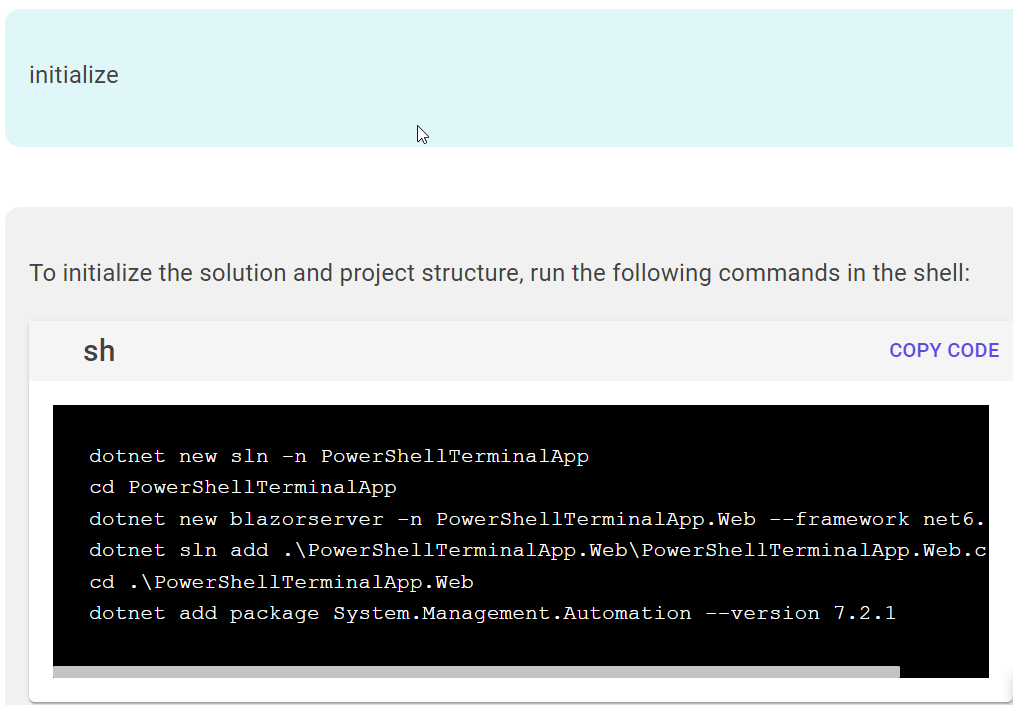 initialize
To initialize the solution and project structure, run the following commands in the shell:
sh
COPY CODE
dotnet new sln -n PowerShellTerminalApp
cd PowerShellTerminalApp
dotnet new blazorserver -n PowerShellTerminalApp.Web --framework net6.
dotnet sln add .\PowerShellTerminalApp.Web\PowerShellTerminalApp.Web.c
cd .\PowerShellTerminalApp.Web
dotnet add package System.Management.Automation --version 7.2.1